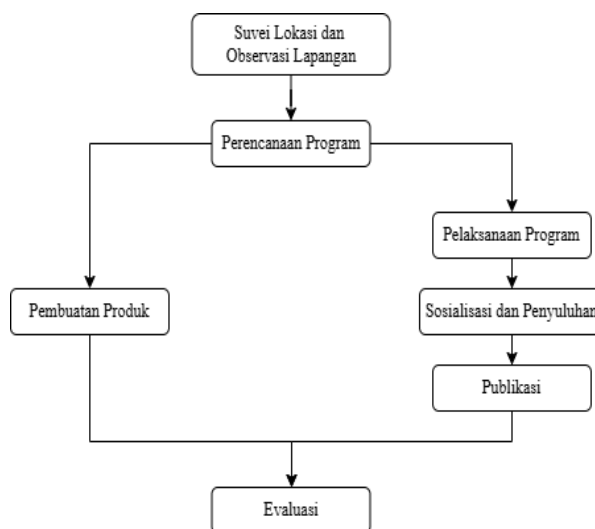 Suvei Lokasi dan
Observasi Lapangan
Perencanaan Program
Pelaksanaan Program
Pembuatan Produk
Sosialisasi dan Penyuluhan
Publikasi
Evaluasi